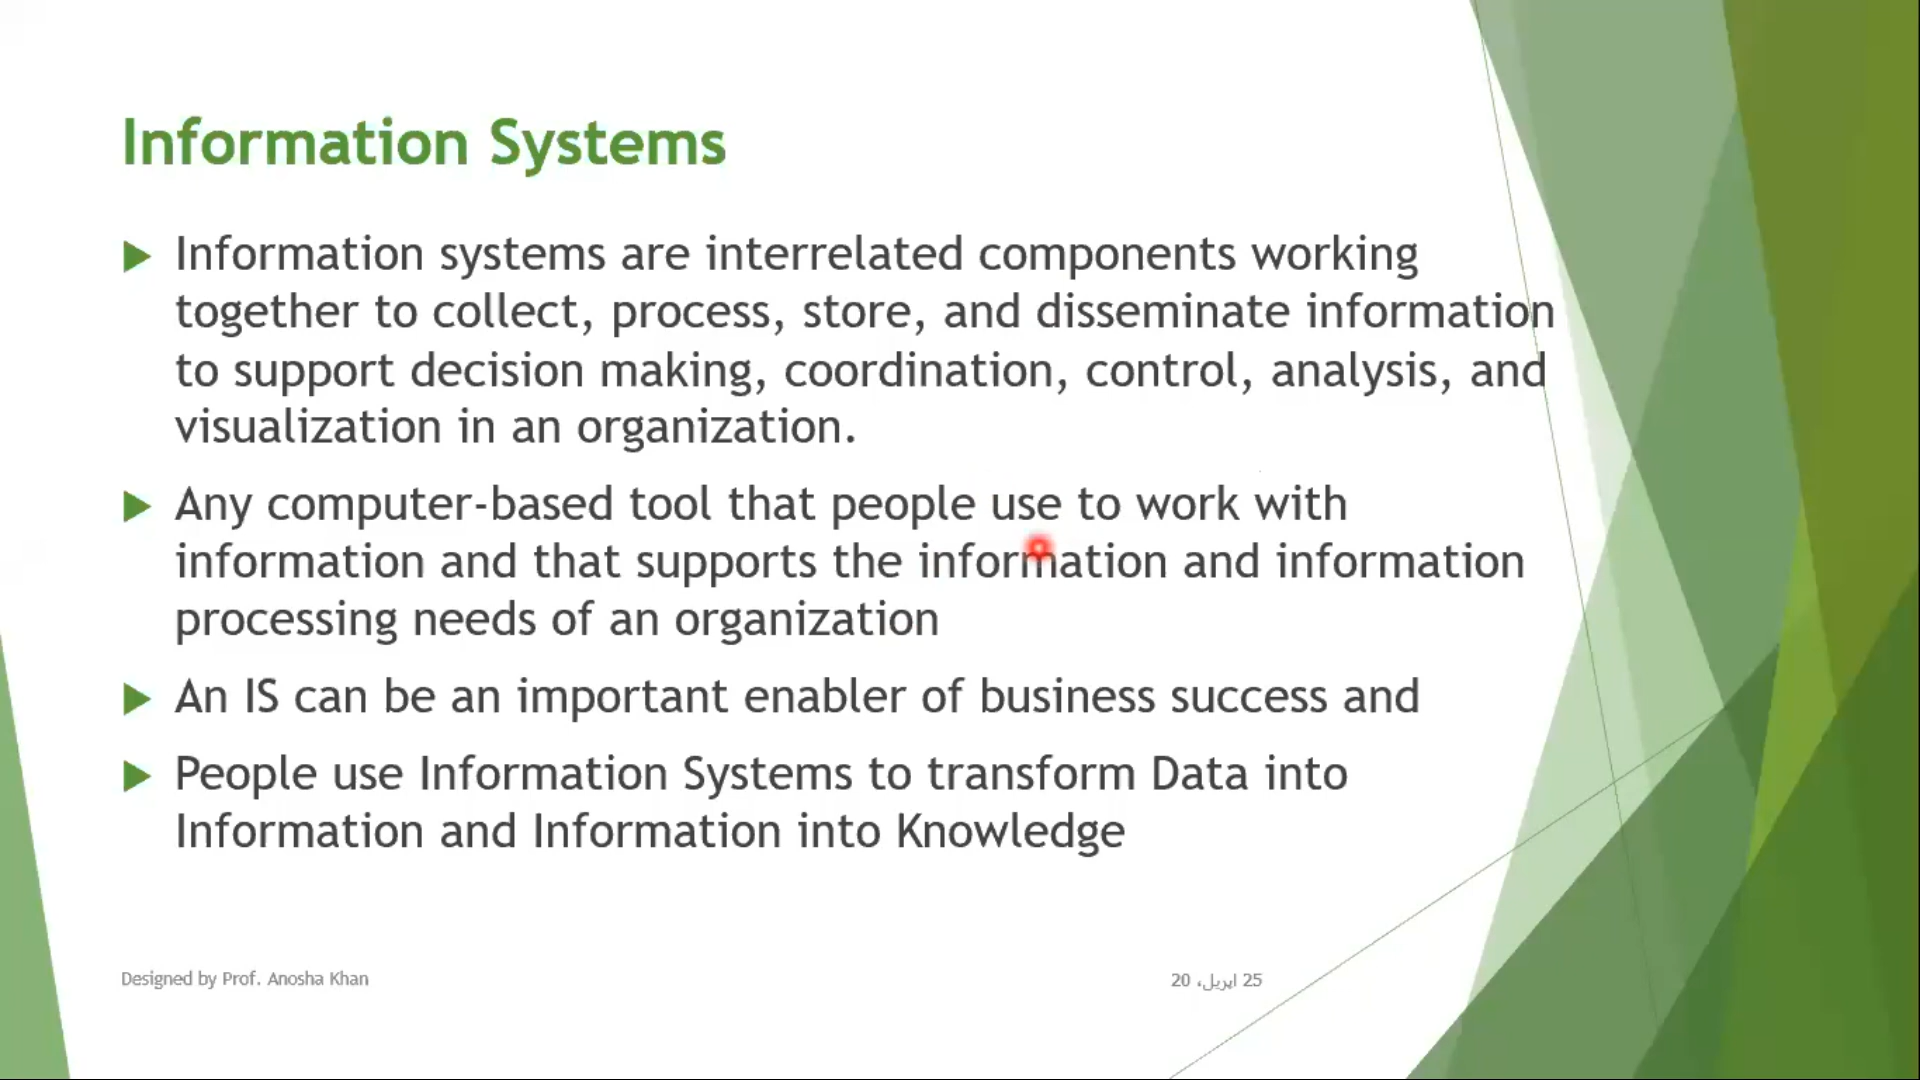 Information Systems
Information systems are interrelated components working
together to collect, process, store, and disseminate information
to support decision making, coordination, control, analysis, and
visualization in an organization.
Any computer-based tool that people use to work with
information and that supports the information and information
processing needs of an organization
An IS can be an important enabler of business success and
People use Information Systems to transform Data into
Information and Information into Knowledge
Designed by Prof. Anosha Khan
25 اپریل، 20